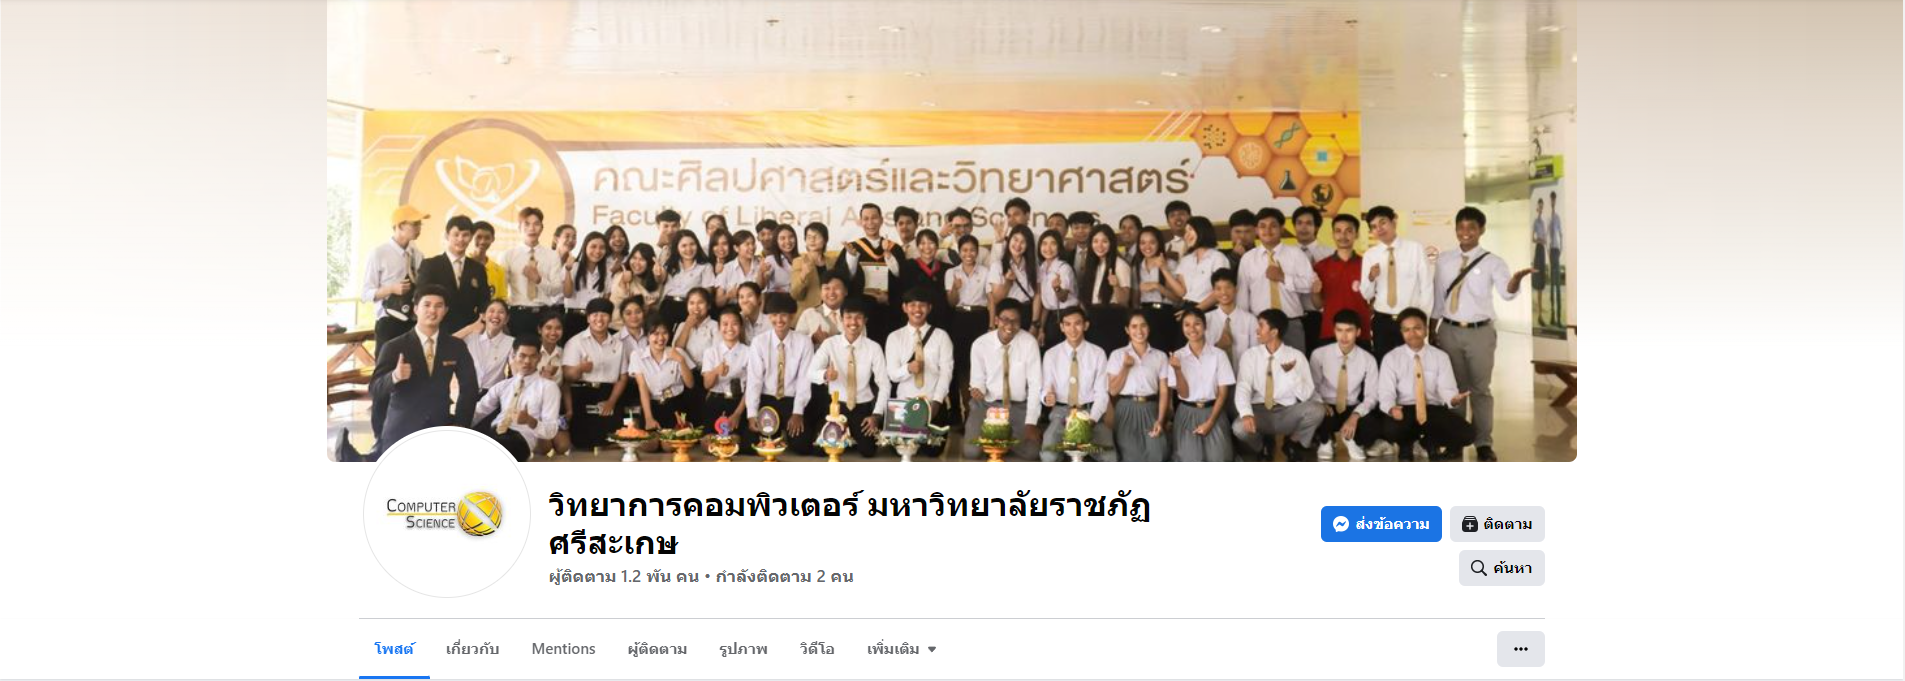 คณะศิลปศาสตร์และวิทยาศาสตร์
Faculty of Liberal Arts and Sciences
COMPUTER
SCIENCE
วิทยาการคอมพิวเตอร์ มหาวิทยาลัยราชภัฏ
ศรีสะเกษ
ผู้ติดตาม 1.2 พัน คน • กำลังติดตาม 2 คน
ส่งข้อความ
ติดตาม
ค้นหา
โพสต์ เกี่ยวกับ Mentions ผู้ติดตาม รูปภาพ วิดีโอ เพิ่มเติม